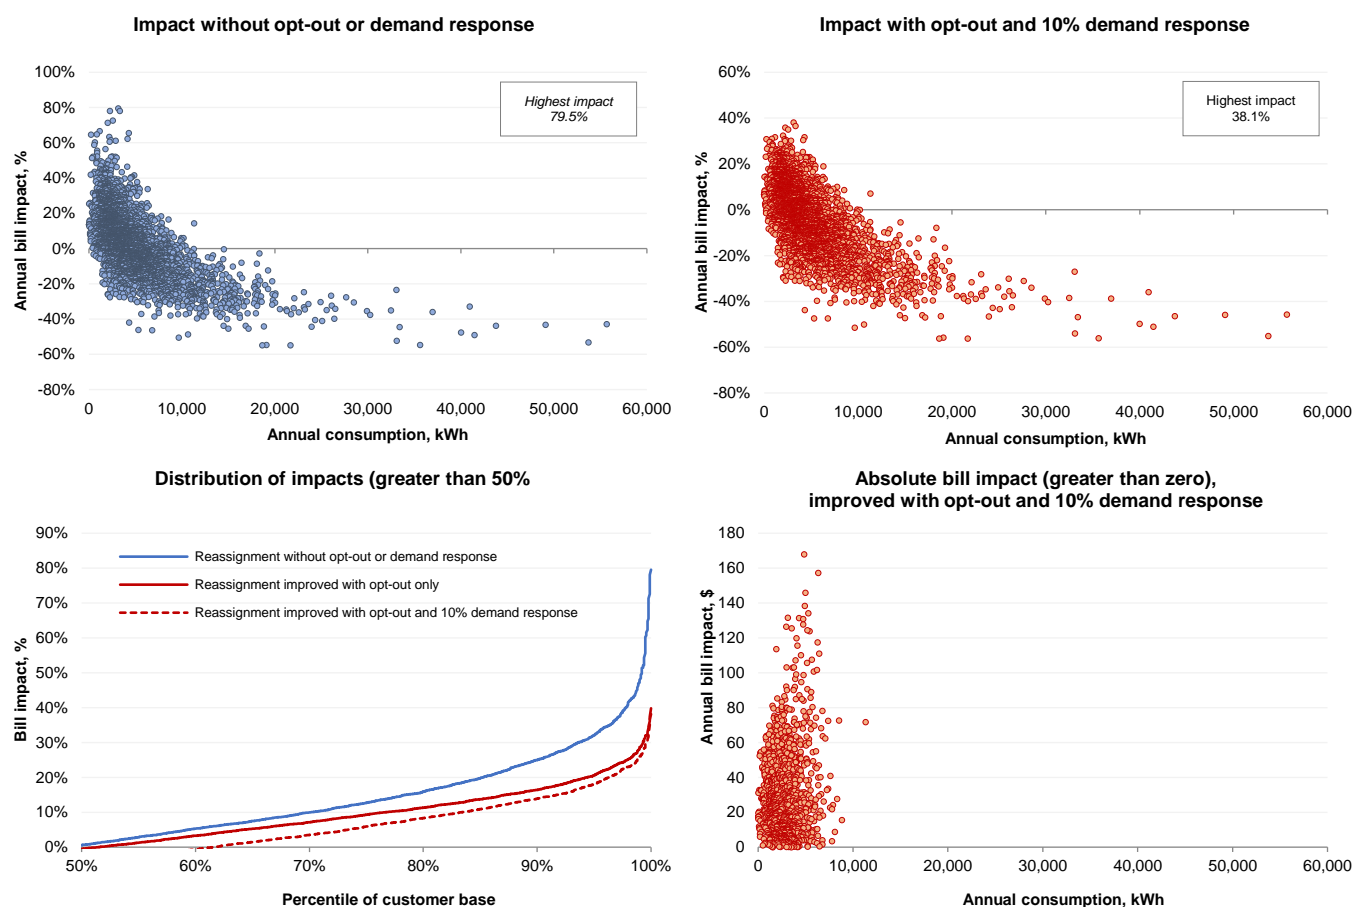 Impact without opt-out or demand response
100%
80%
60%
40%
20%
0%
-20%
-40%
-60%
-80%
Annual bill impact, %
Highest impact
79.5%
0 10,000 20,000 30,000 40,000 50,000 60,000
Annual consumption, kWh
Impact with opt-out and 10% demand response
60%
40%
20%
0%
-20%
-40%
-60%
-80%
Annual bill impact, %
Highest impact
38.1%
0 10,000 20,000 30,000 40,000 50,000 60,000
Annual consumption, kWh
Distribution of impacts (greater than 50%
90%
80%
70%
60%
50%
40%
30%
20%
10%
0%
Bill impact, %
Reassignment without opt-out or demand response
Reassignment improved with opt-out only
Reassignment improved with opt-out and 10% demand response
50% 60% 70% 80% 90% 100%
Percentile of customer base
Absolute bill impact (greater than zero),
improved with opt-out and 10% demand response
180
160
140
120
100
80
60
40
20
0
Annual bill impact, $
0 10,000 20,000 30,000 40,000 50,000 60,000
Annual consumption, kWh